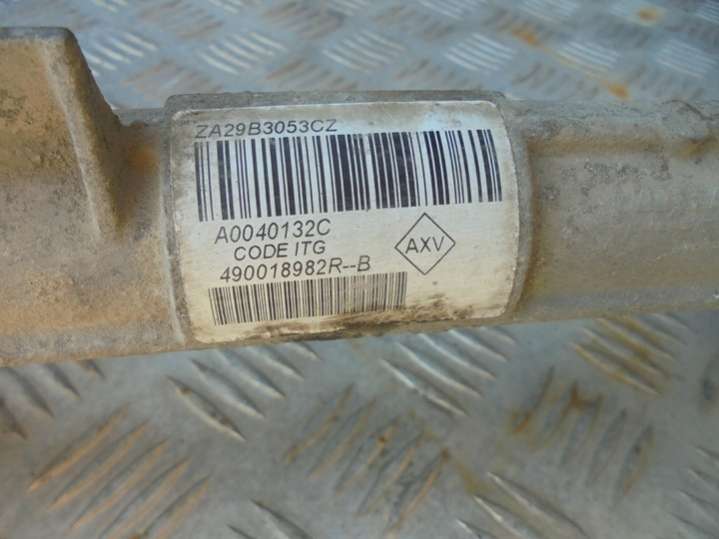 ZA29B3053CZ
A0040132C
CODE ITG
490018982R--B
AXV